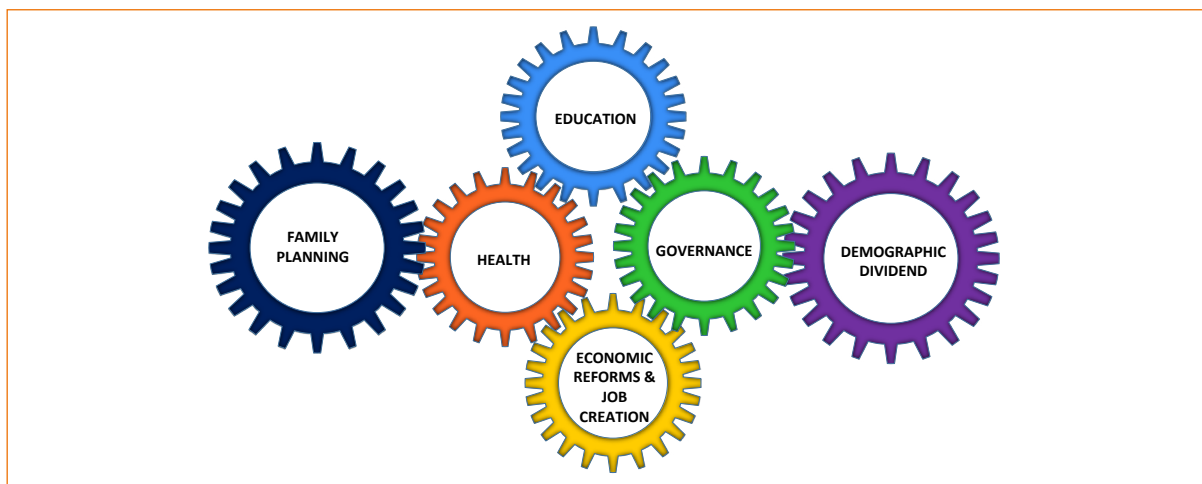 EDUCATION
FAMILY
PLANNING
HEALTH
GOVERNANCE
DEMOGRAPHIC
DIVIDEND
ECONOMIC
REFORMS &
JOB
CREATION